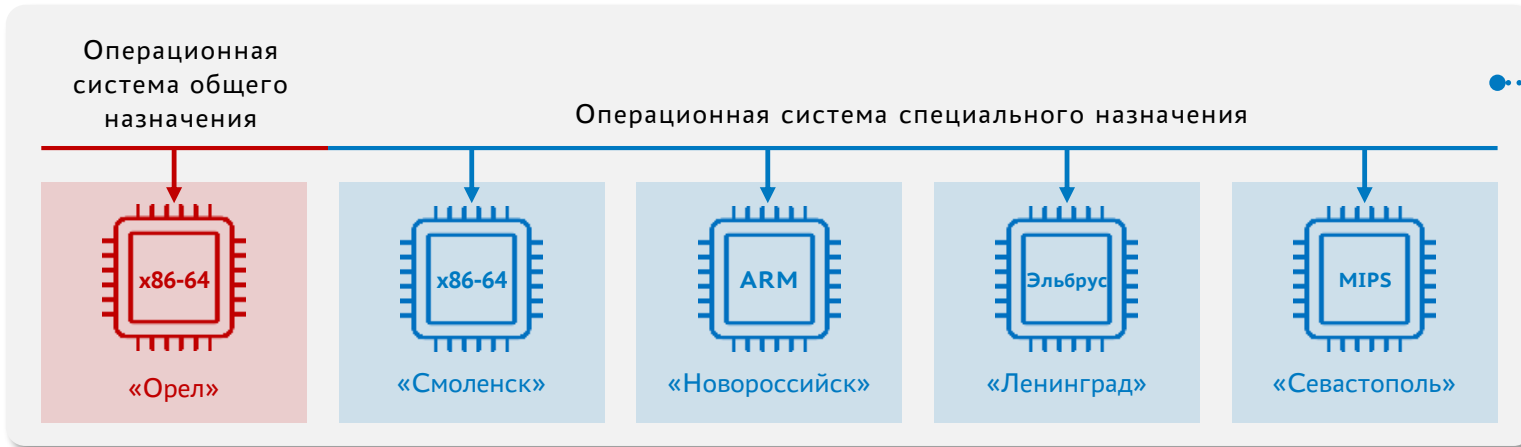 Операционная
система общего
назначения
Операционная система специального назначения
x86-64
x86-64
ARM
Эльбрус
MIPS
«Орел»
«Смоленск»
«Новороссийск»
«Ленинград»
«Севастополь»